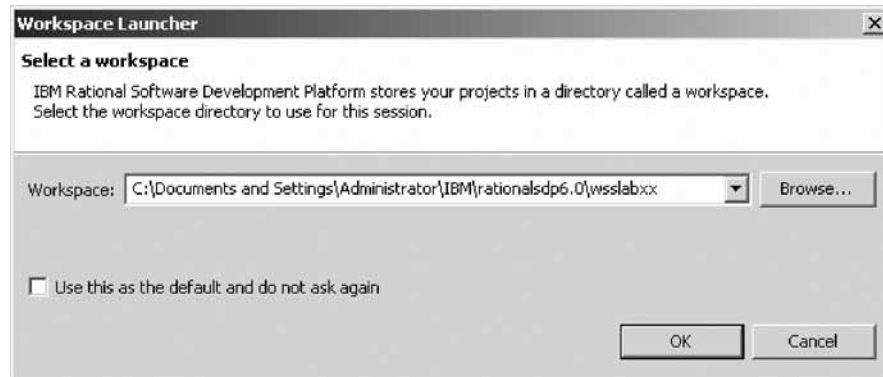 Workspace Launcher
Select a workspace
IBM Rational Software Development Platform stores your projects in a directory called a workspace.
Select the workspace directory to use for this session.
Workspace: C:\Documents and Settings\Administrator\IBM\rationalsdp6.0\wsslabxx Browse...
Use this as the default and do not ask again
OK Cancel